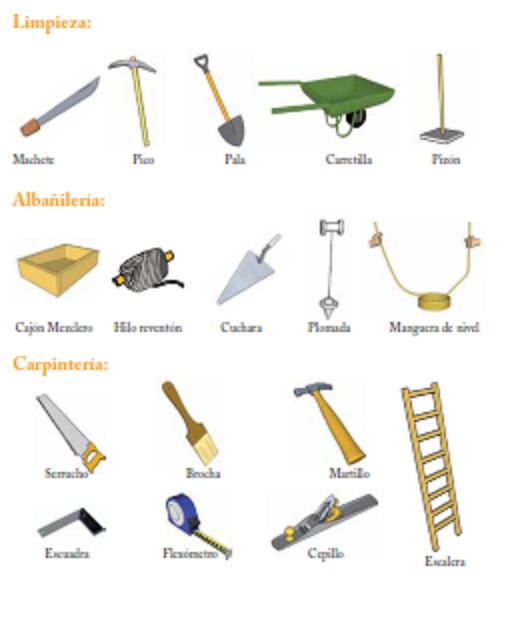 Limpieza:
Machete Pico Pala Carretilla Pizón
Albañilería:
Cajón Mezclero Hilo reventón Cuchara Plomada Manguera de nivel
Carpintería:
Serrucho Brocha Martillo
Escuadra Flexómetro Cepillo Escalera